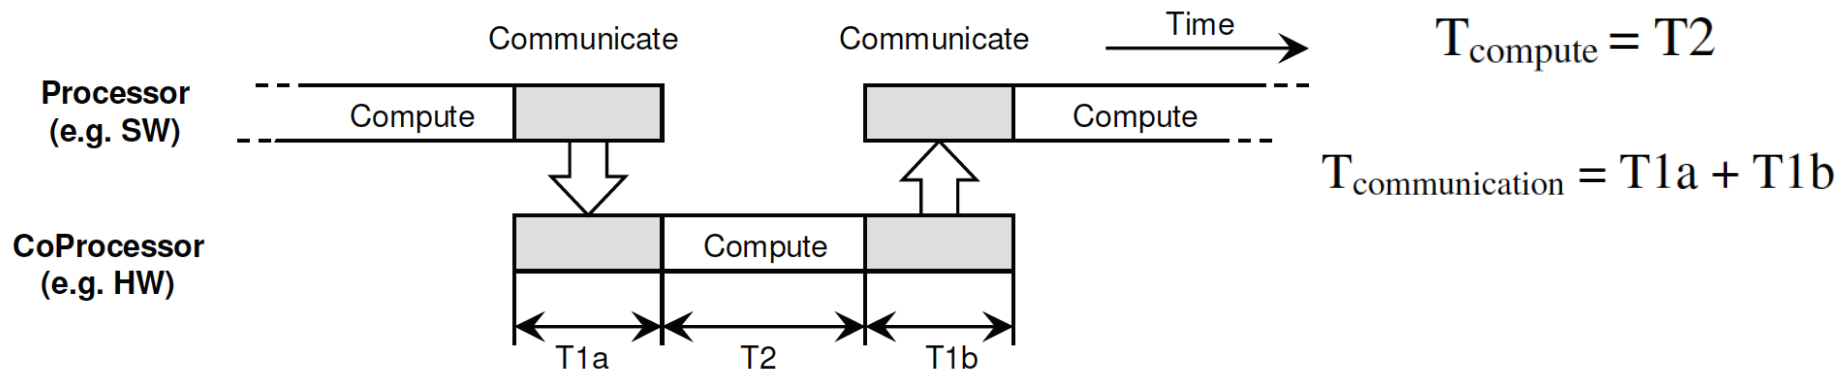 Communicate
Communicate
Time
T_compute = T2
Processor
(e.g. SW)
Compute
Compute
T_communication = T1a + T1b
CoProcessor
(e.g. HW)
Compute
T1a
T2
T1b